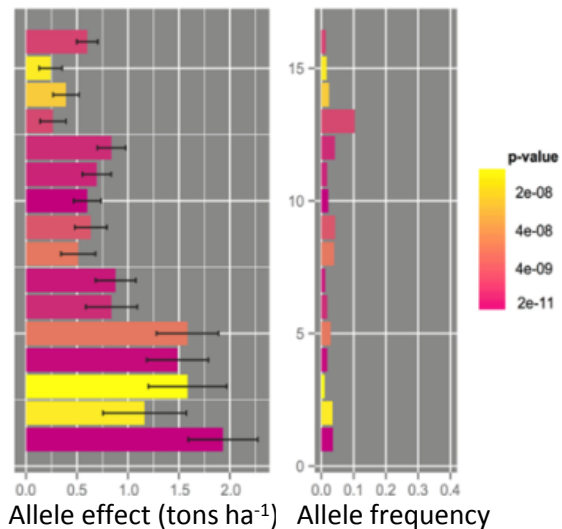 15
10
5
0
p-value
2e-08
4e-08
4e-09
2e-11
0.0 0.5 1.0 1.5 2.0
0.0 0.1 0.2 0.3 0.4
Allele effect (tons ha⁻¹) Allele frequency